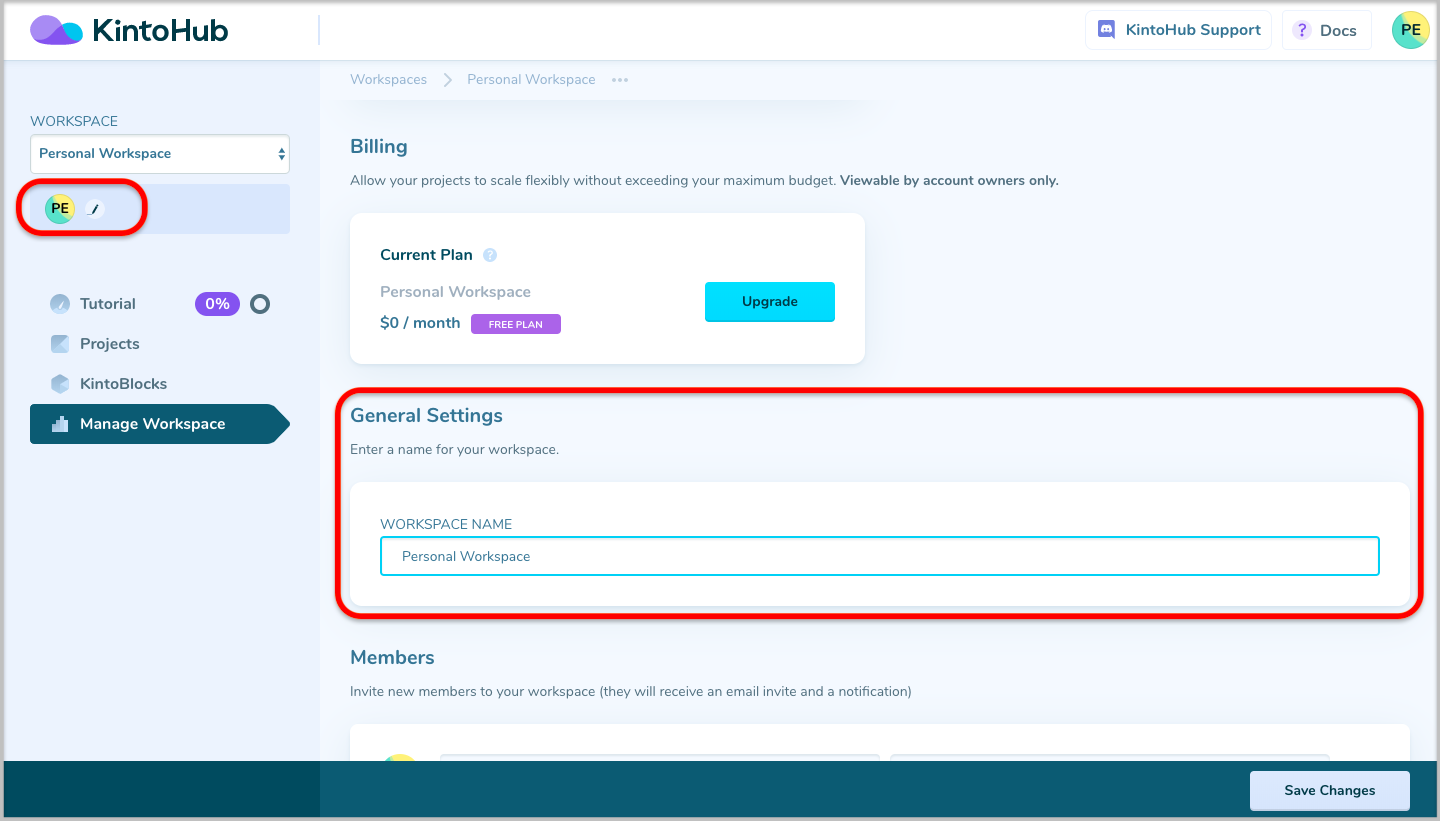 KintoHub
KintoHub Support
? Docs
PE
WORKSPACE
Personal Workspace
PE
Tutorial 0%
Projects
KintoBlocks
Manage Workspace
Workspaces Personal Workspace •••
Billing
Allow your projects to scale flexibly without exceeding your maximum budget. Viewable by account owners only.
Current Plan ?
Personal Workspace
$0 / month FREE PLAN
Upgrade
General Settings
Enter a name for your workspace.
WORKSPACE NAME
Personal Workspace
Members
Invite new members to your workspace (they will receive an email invite and a notification)
Save Changes